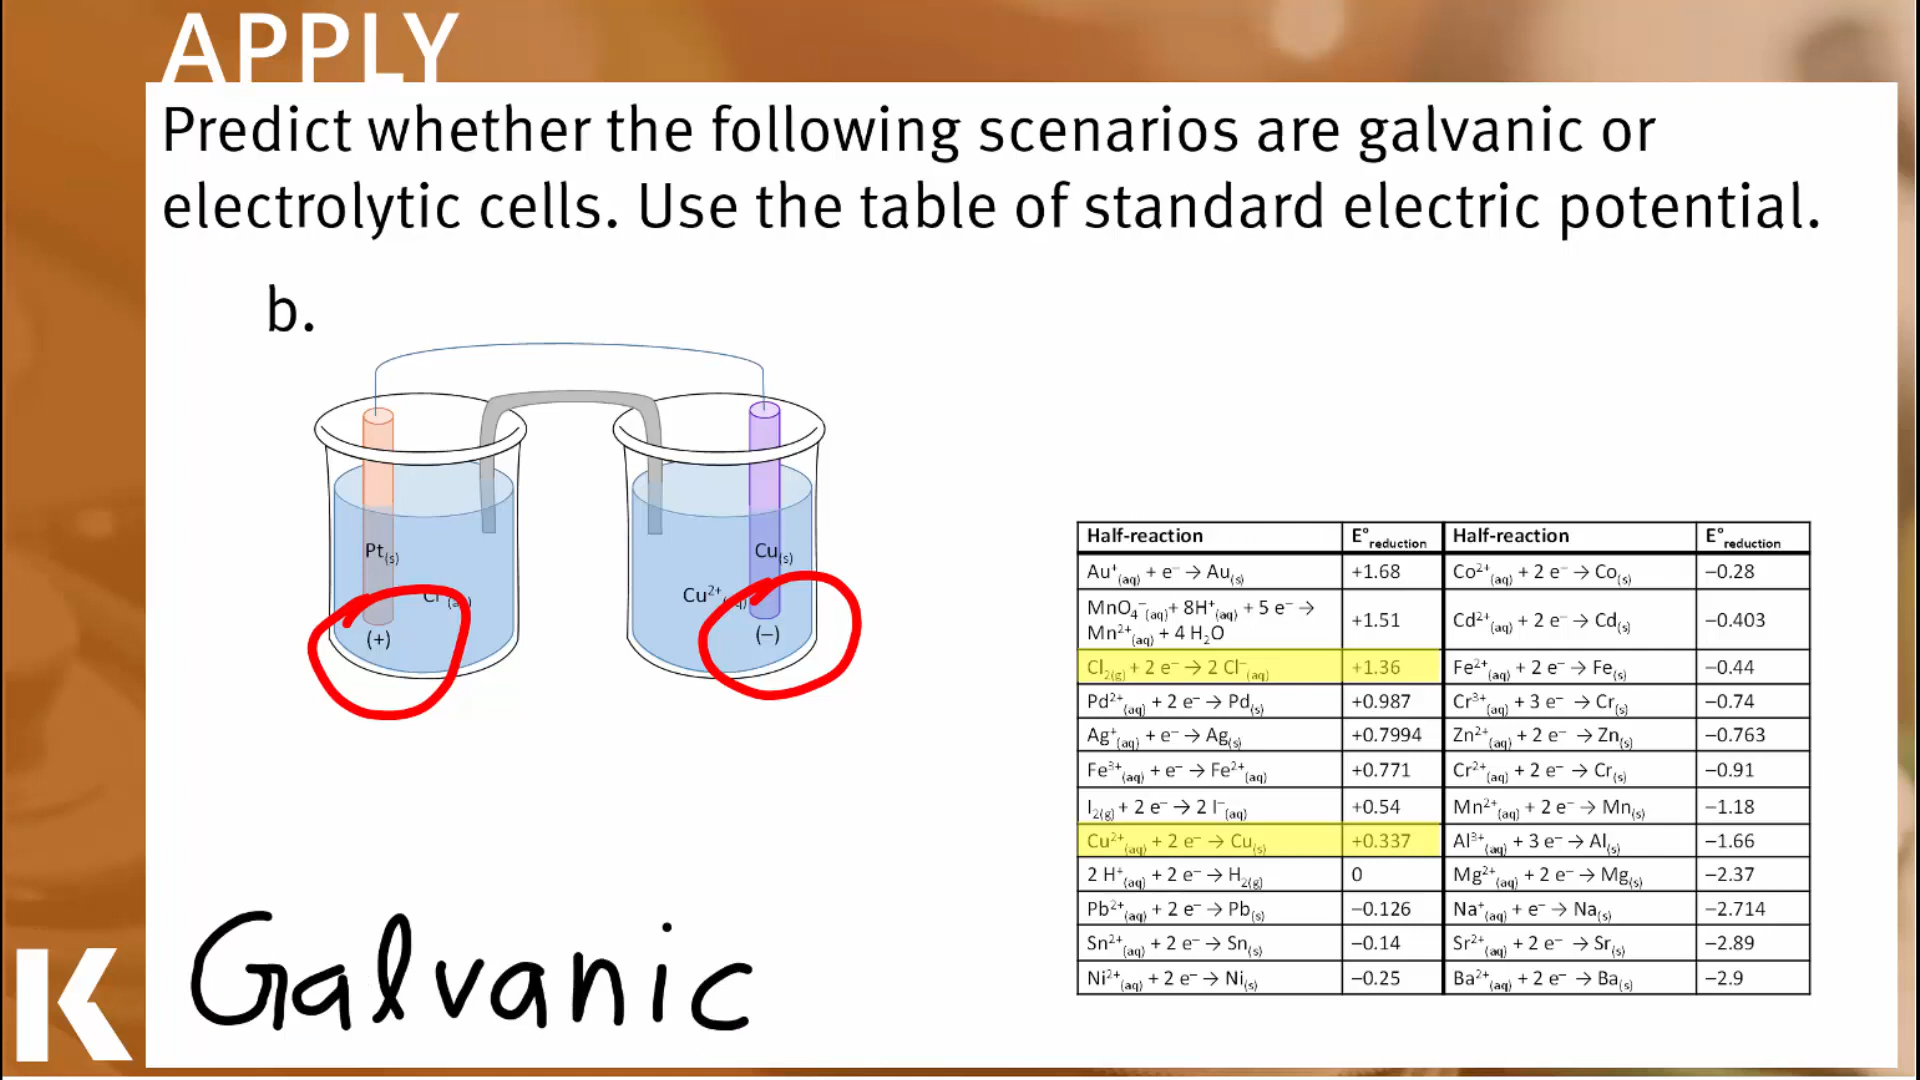 APPLY
Predict whether the following scenarios are galvanic or
electrolytic cells. Use the table of standard electric potential.
b.
Pt(s)
Cl⁻(aq)
(+)
Cu(s)
Cu²⁺(aq)
(−)
Half-reaction E°reduction Half-reaction E°reduction
Au⁺(aq) + e⁻ → Au(s) +1.68 Co²⁺(aq) + 2 e⁻ → Co(s) −0.28
MnO₄⁻(aq)+ 8H⁺(aq) + 5 e⁻ →
Mn²⁺(aq) + 4 H₂O +1.51 Cd²⁺(aq) + 2 e⁻ → Cd(s) −0.403
Cl₂(g) + 2 e⁻ → 2 Cl⁻(aq) +1.36 Fe²⁺(aq) + 2 e⁻ → Fe(s) −0.44
Pd²⁺(aq) + 2 e⁻ → Pd(s) +0.987 Cr³⁺(aq) + 3 e⁻ → Cr(s) −0.74
Ag⁺(aq) + e⁻ → Ag(s) +0.7994 Zn²⁺(aq) + 2 e⁻ → Zn(s) −0.763
Fe³⁺(aq) + e⁻ → Fe²⁺(aq) +0.771 Cr²⁺(aq) + 2 e⁻ → Cr(s) −0.91
I₂(g) + 2 e⁻ → 2 I⁻(aq) +0.54 Mn²⁺(aq) + 2 e⁻ → Mn(s) −1.18
Cu²⁺(aq) + 2 e⁻ → Cu(s) +0.337 Al³⁺(aq) + 3 e⁻ → Al(s) −1.66
2 H⁺(aq) + 2 e⁻ → H₂(g) 0 Mg²⁺(aq) + 2 e⁻ → Mg(s) −2.37
Pb²⁺(aq) + 2 e⁻ → Pb(s) −0.126 Na⁺(aq) + e⁻ → Na(s) −2.714
Sn²⁺(aq) + 2 e⁻ → Sn(s) −0.14 Sr²⁺(aq) + 2 e⁻ → Sr(s) −2.89
Ni²⁺(aq) + 2 e⁻ → Ni(s) −0.25 Ba²⁺(aq) + 2 e⁻ → Ba(s) −2.9
Galvanic
K